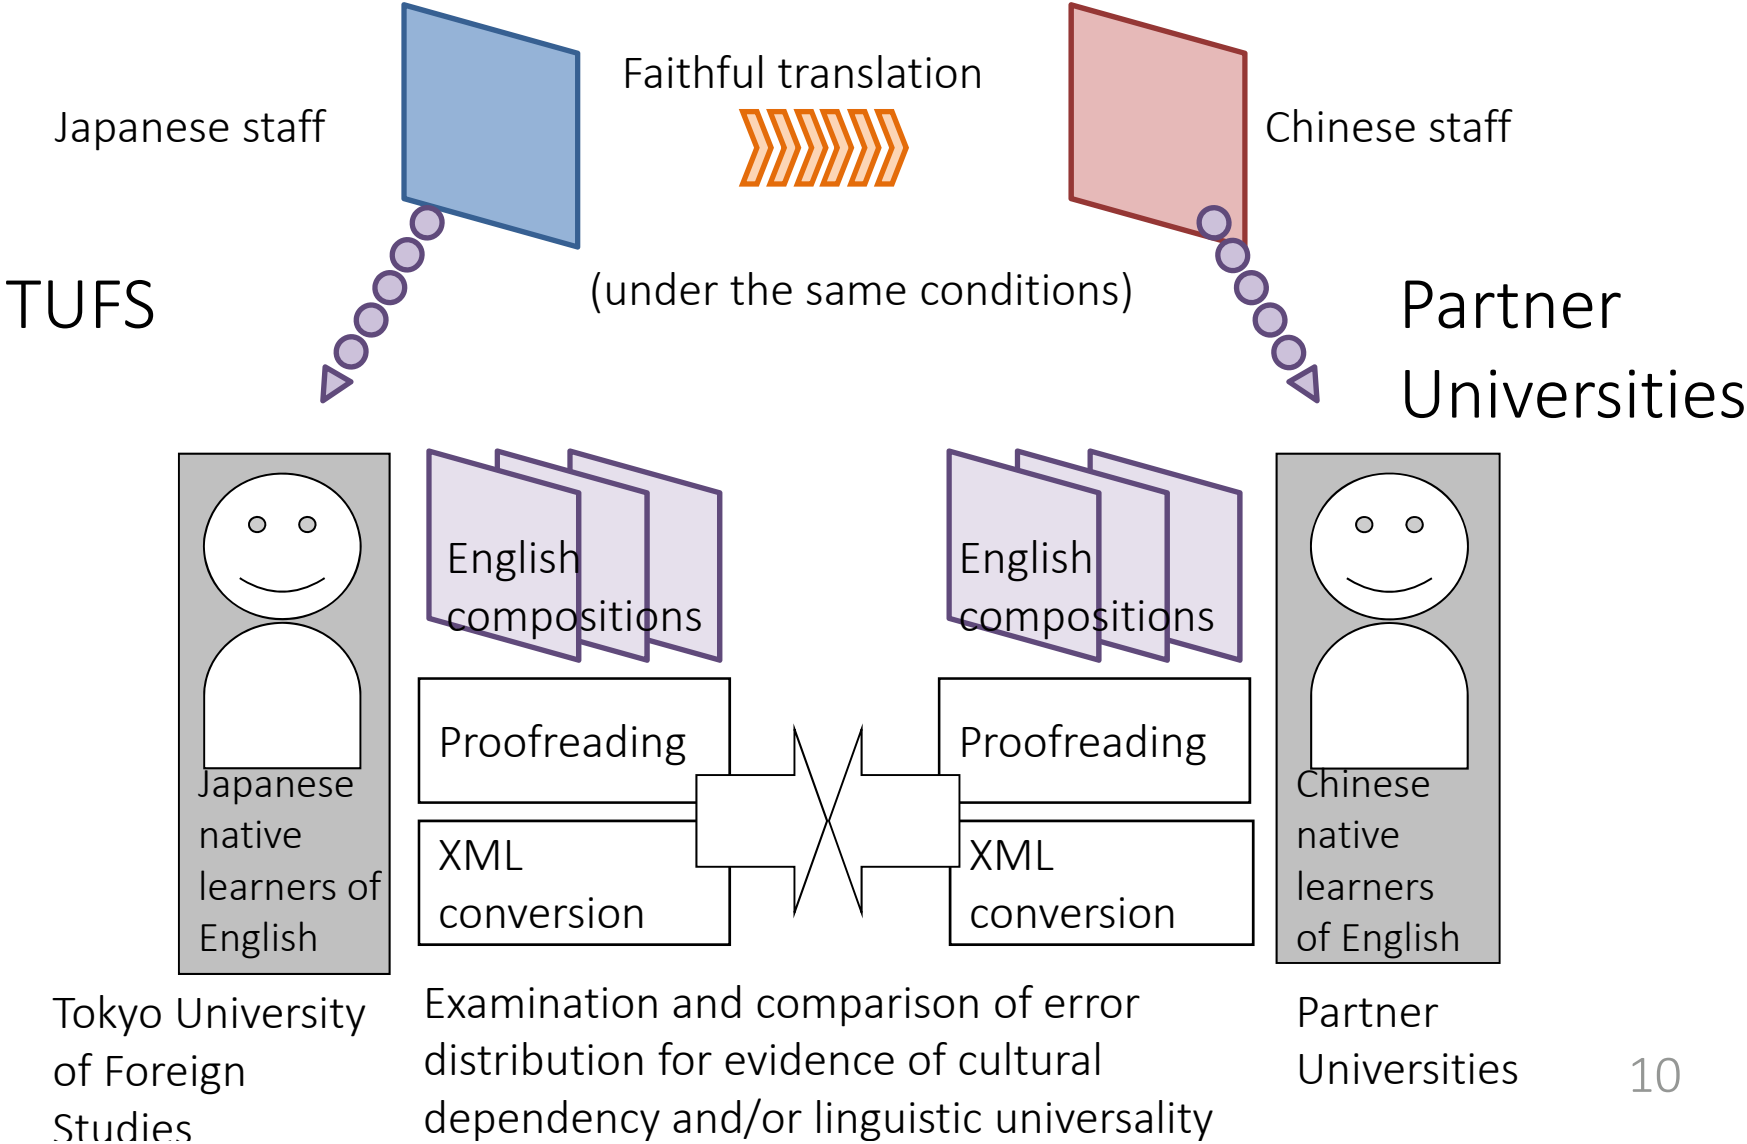 Faithful translation
Japanese staff
Chinese staff
(under the same conditions)
TUFS
Partner
Universities
English
compositions
English
compositions
Proofreading
Proofreading
Japanese
native
learners of
English
XML
conversion
XML
conversion
Chinese
native
learners
of English
Tokyo University
of Foreign
Studies
Examination and comparison of error
distribution for evidence of cultural
dependency and/or linguistic universality
Partner
Universities
10